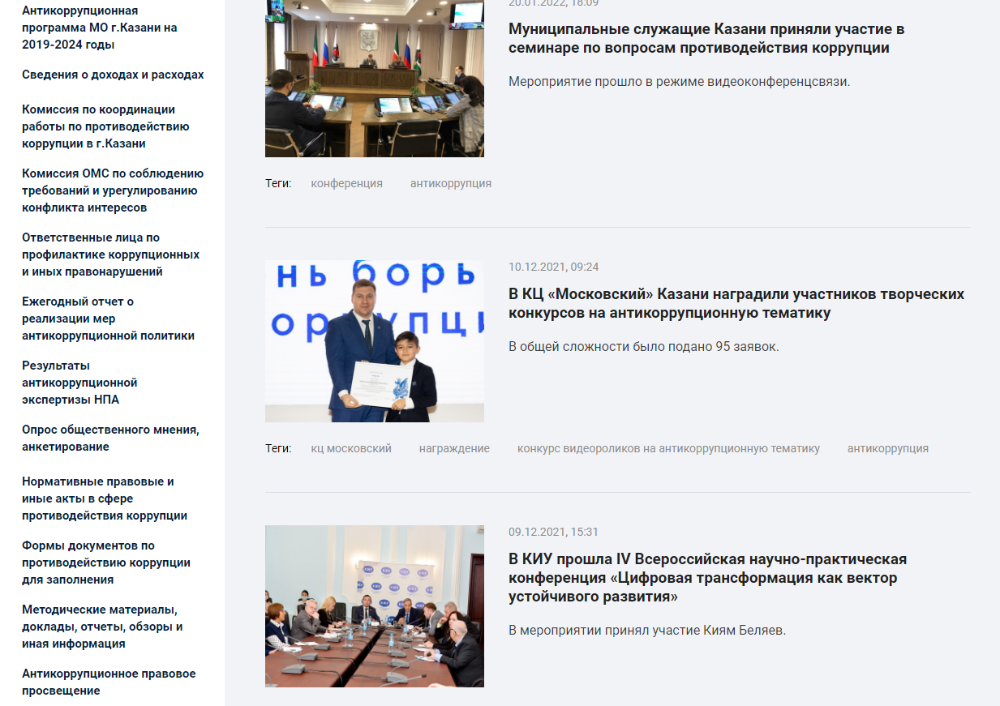 Антикоррупционная
программа МО г.Казани на
2019-2024 годы
Сведения о доходах и расходах
Комиссия по координации
работы по противодействию
коррупции в г.Казани
Комиссия ОМС по соблюдению
требований и урегулированию
конфликта интересов
Ответственные лица по
профилактике коррупционных
и иных правонарушений
Ежегодный отчет о
реализации мер
антикоррупционной политики
Результаты
антикоррупционной
экспертизы НПА
Опрос общественного мнения,
анкетирование
Нормативные правовые и
иные акты в сфере
противодействия коррупции
Формы документов по
противодействию коррупции
для заполнения
Методические материалы,
доклады, отчеты, обзоры и
иная информация
Антикоррупционное правовое
просвещение
20.01.2022, 18:09
Муниципальные служащие Казани приняли участие в
семинаре по вопросам противодействия коррупции
Мероприятие прошло в режиме видеоконференцсвязи.
Теги: конференция антикоррупция
нь борь
ор упци
10.12.2021, 09:24
В КЦ «Московский» Казани наградили участников творческих
конкурсов на антикоррупционную тематику
В общей сложности было подано 95 заявок.
Теги: кц московский награждение конкурс видеороликов на антикоррупционную тематику антикоррупция
09.12.2021, 15:31
В КИУ прошла IV Всероссийская научно-практическая
конференция «Цифровая трансформация как вектор
устойчивого развития»
В мероприятии принял участие Киям Беляев.